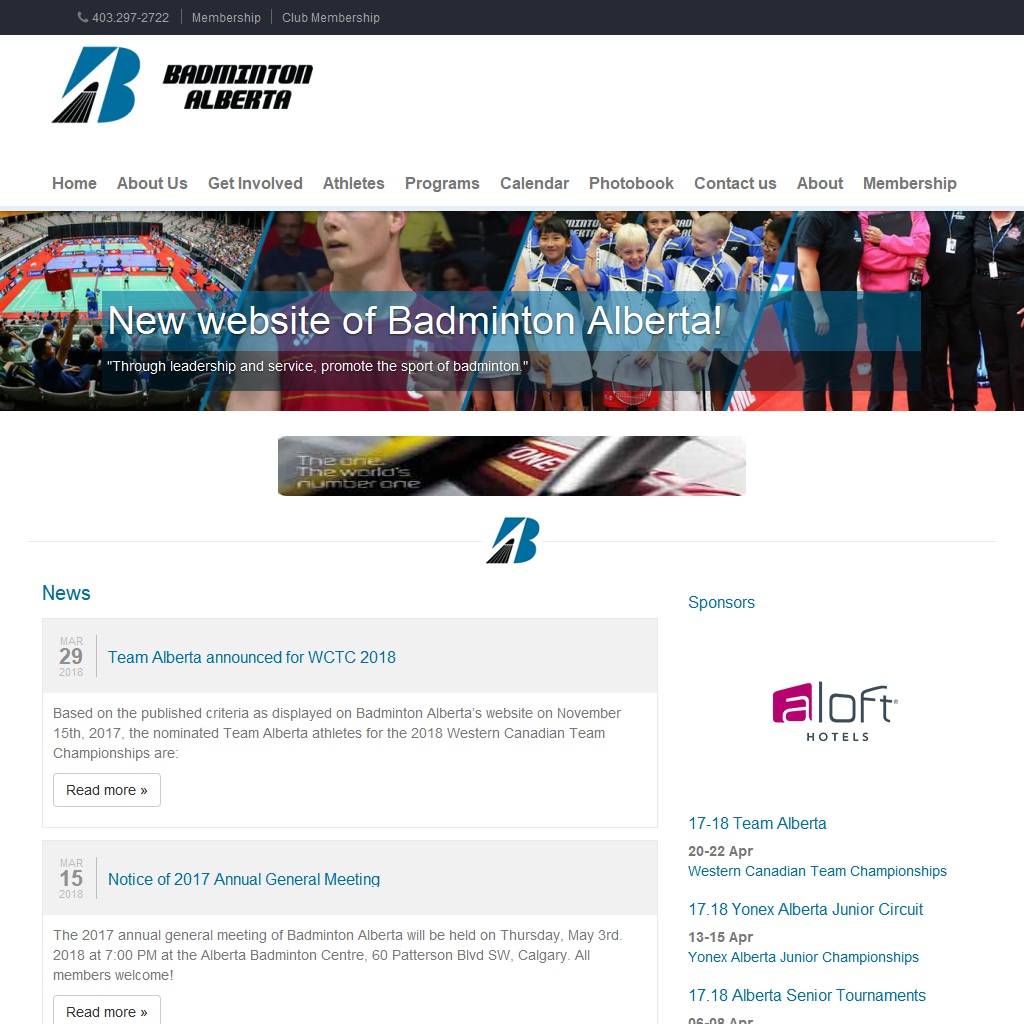 403.297-2722 Membership Club Membership
BADMINTON
ALBERTA
Home About Us Get Involved Athletes Programs Calendar Photobook Contact us About Membership
New website of Badminton Alberta!
"Through leadership and service, promote the sport of badminton."
The one.
The world's
number one
YONEX
News
MAR
29
2018
Team Alberta announced for WCTC 2018
Based on the published criteria as displayed on Badminton Alberta's website on November
15th, 2017, the nominated Team Alberta athletes for the 2018 Western Canadian Team
Championships are:
Read more »
MAR
15
2018
Notice of 2017 Annual General Meeting
The 2017 annual general meeting of Badminton Alberta will be held on Thursday, May 3rd.
2018 at 7:00 PM at the Alberta Badminton Centre, 60 Patterson Blvd SW, Calgary. All
members welcome!
Read more »
Sponsors
aloft
HOTELS
17-18 Team Alberta
20-22 Apr
Western Canadian Team Championships
17.18 Yonex Alberta Junior Circuit
13-15 Apr
Yonex Alberta Junior Championships
17.18 Alberta Senior Tournaments
06-08 Apr